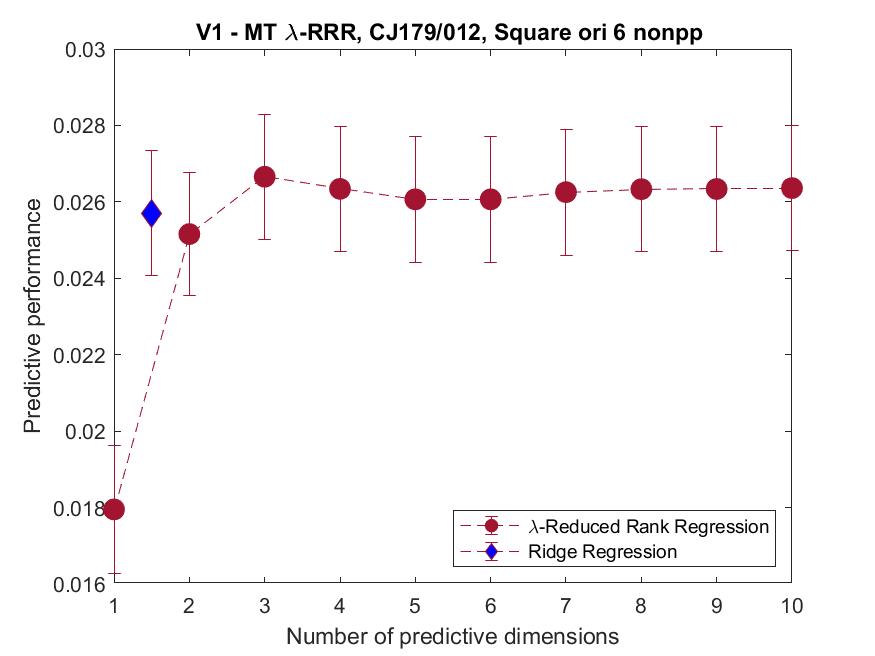 V1 - MT λ-RRR, CJ179/012, Square ori 6 nonpp
0.03
0.028
0.026
0.024
0.022
0.02
0.018
0.016
Predictive performance
1 2 3 4 5 6 7 8 9 10
Number of predictive dimensions
λ-Reduced Rank Regression
Ridge Regression